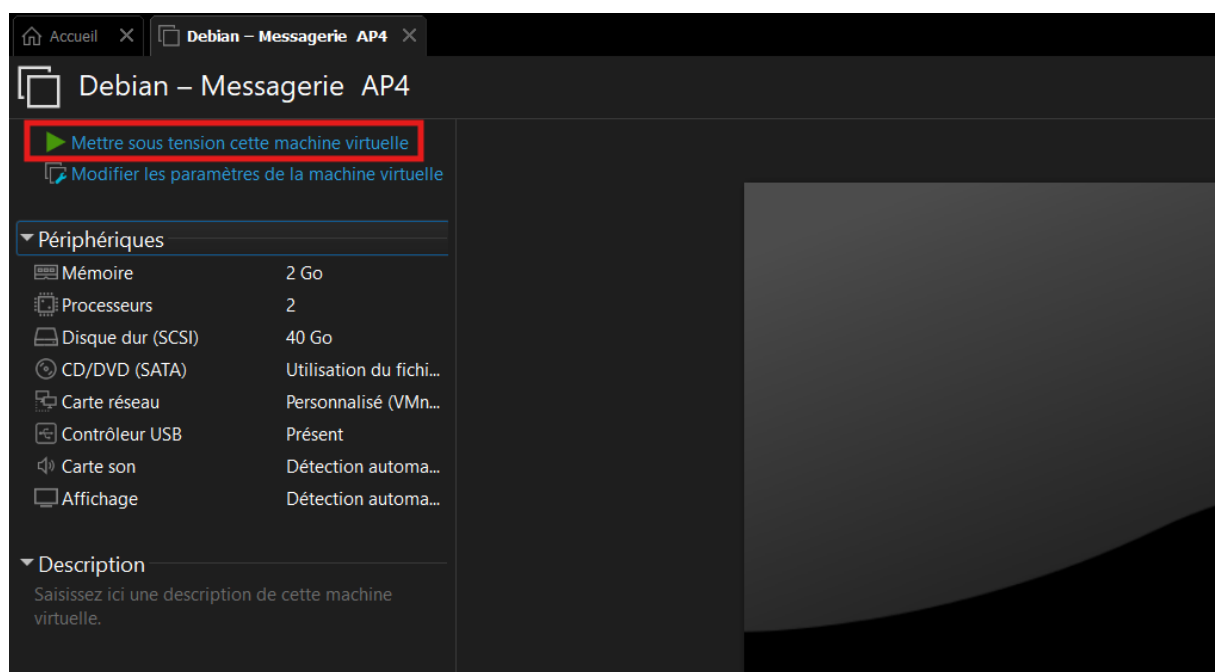 Accueil
Debian – Messagerie AP4
Debian – Messagerie AP4
Mettre sous tension cette machine virtuelle
Modifier les paramètres de la machine virtuelle
Périphériques
Mémoire 2 Go
Processeurs 2
Disque dur (SCSI) 40 Go
CD/DVD (SATA) Utilisation du fichi...
Carte réseau Personnalisé (VMn...
Contrôleur USB Présent
Carte son Détection automa...
Affichage Détection automa...
Description
Saisissez ici une description de cette machine
virtuelle.